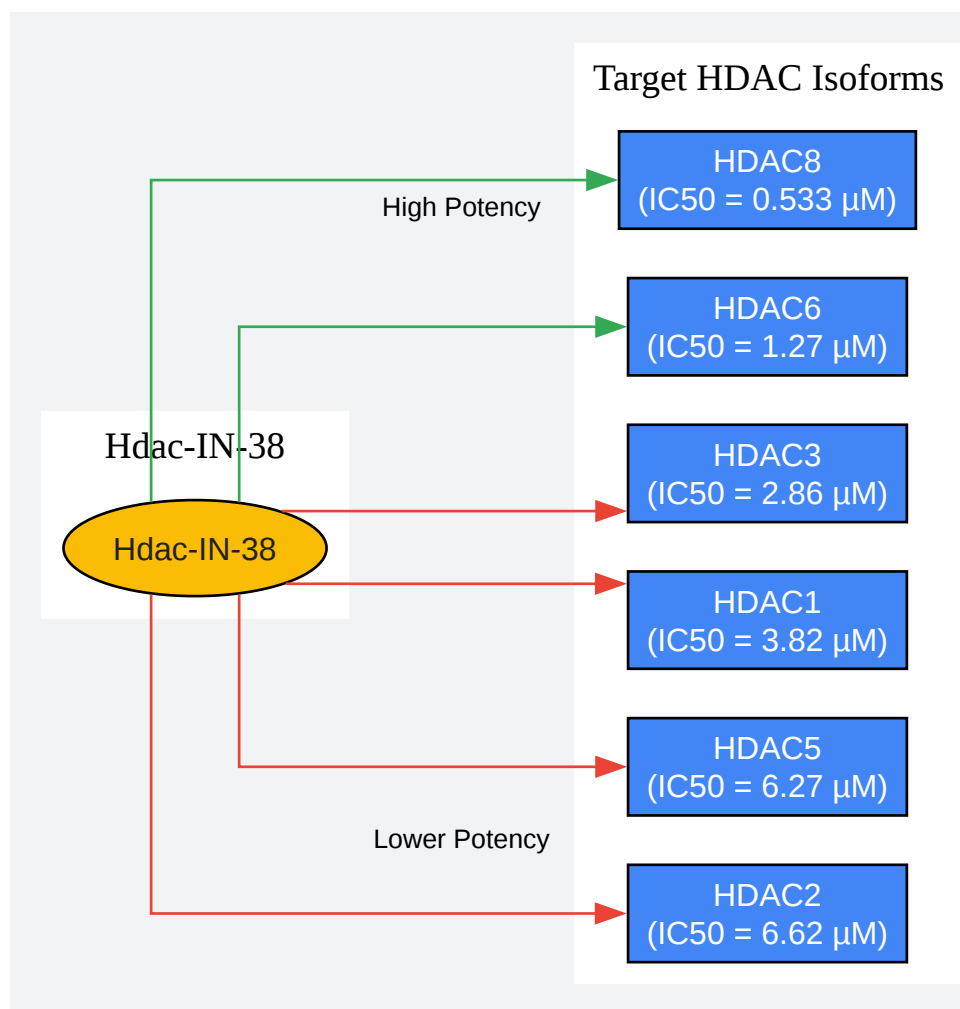 Target HDAC Isoforms
HDAC8
(IC50 = 0.533 µM)
High Potency
HDAC6
(IC50 = 1.27 µM)
Hdac-IN-38
HDAC3
(IC50 = 2.86 µM)
Hdac-IN-38
HDAC1
(IC50 = 3.82 µM)
HDAC5
(IC50 = 6.27 µM)
Lower Potency
HDAC2
(IC50 = 6.62 µM)